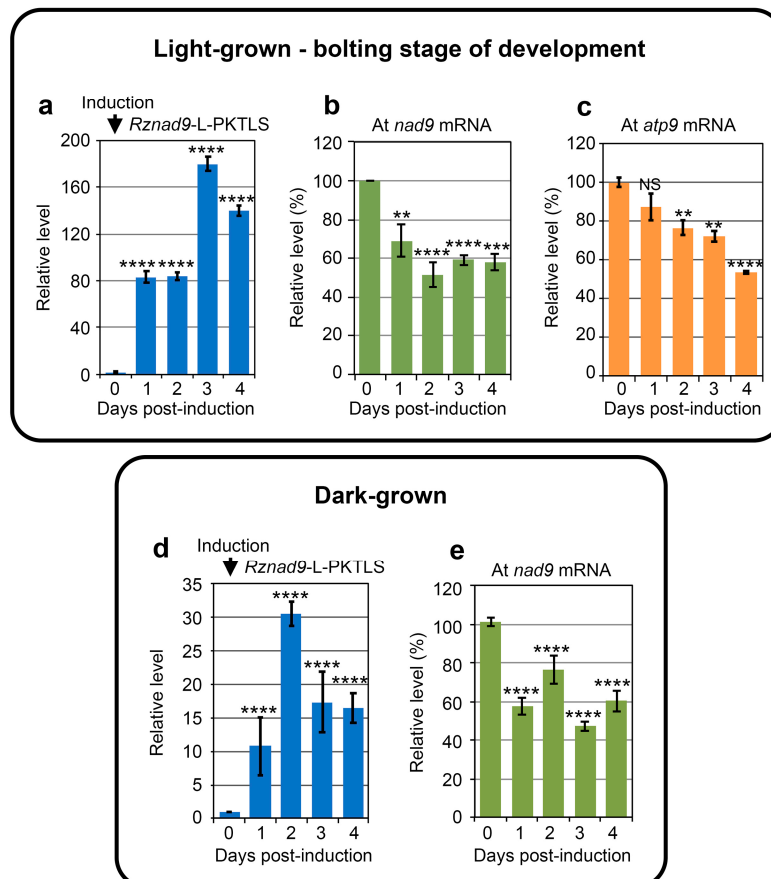 Light-grown - bolting stage of development
a
Induction
Rznad9-L-PKTLS
Relative level
200
160
120
80
40
0
****
****
****
****
0 1 2 3 4
Days post-induction
b
At nad9 mRNA
Relative level (%)
120
100
80
60
40
20
0
**
****
****
***
0 1 2 3 4
Days post-induction
c
At atp9 mRNA
Relative level (%)
120
100
80
60
40
20
0
NS
**
**
****
0 1 2 3 4
Days post-induction
Dark-grown
d
Induction
Rznad9-L-PKTLS
Relative level
35
30
25
20
15
10
5
0
****
****
****
****
0 1 2 3 4
Days post-induction
e
At nad9 mRNA
Relative level (%)
120
100
80
60
40
20
0
****
****
****
****
0 1 2 3 4
Days post-induction